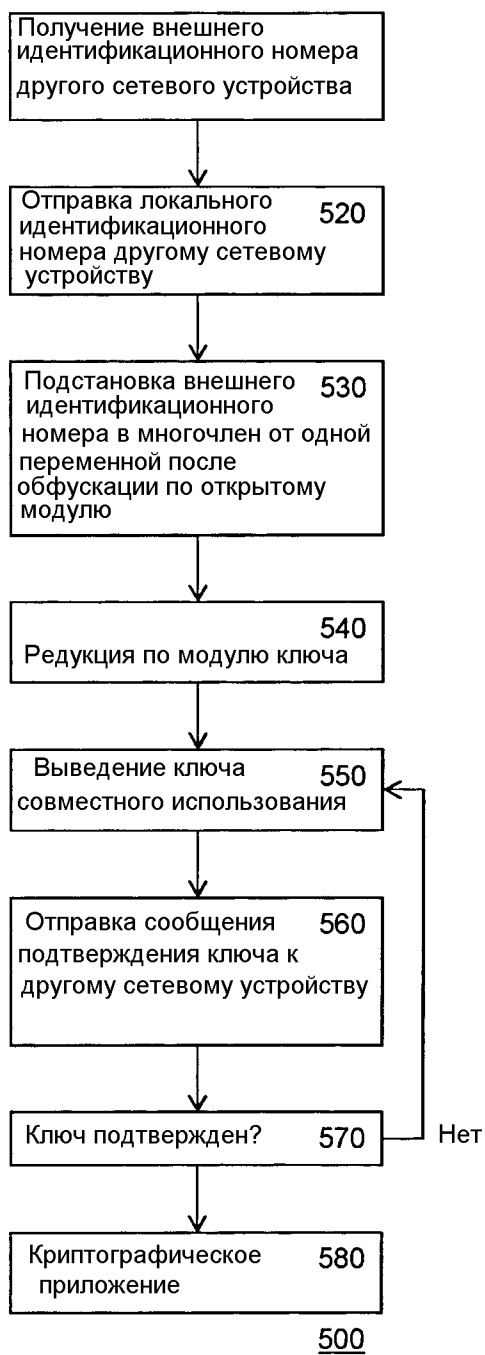 Получение внешнего
идентификационного номера
другого сетевого устройства
Отправка локального 520
идентификационного
номера другому сетевому
устройству
Подстановка внешнего 530
идентификационного
номера в многочлен от одной
переменной после
обфускации по открытому
модулю
540
Редукция по модулю ключа
Выведение ключа 550
совместного использования
Отправка сообщения 560
подтверждения ключа к
другому сетевому устройству
Ключ подтвержден? 570 Нет
Криптографическое 580
приложение
500